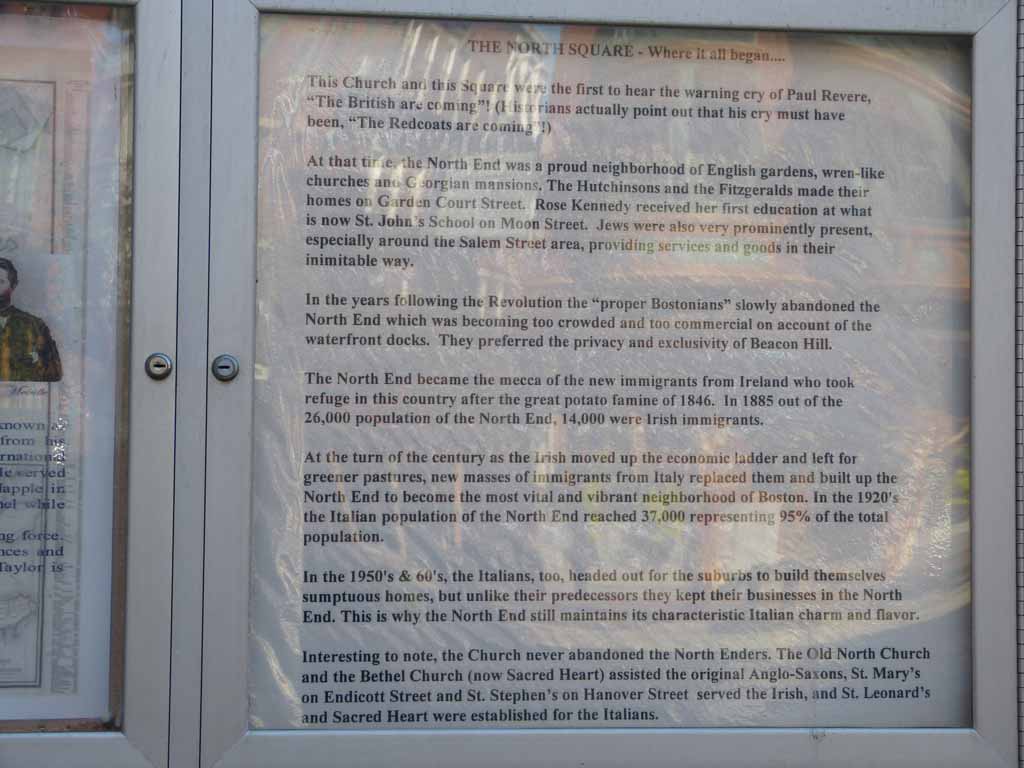 THE NORTH SQUARE - Where it all began....
This Church and this Square were the first to hear the warning cry of Paul Revere,
“The British are coming”! (Historians actually point out that his cry must have
been, “The Redcoats are coming”!)
At that time, the North End was a proud neighborhood of English gardens, wren-like
churches and Georgian mansions. The Hutchinsons and the Fitzgeralds made their
homes on Garden Court Street. Rose Kennedy received her first education at what
is now St. John's School on Moon Street. Jews were also very prominently present,
especially around the Salem Street area, providing services and goods in their
inimitable way.
In the years following the Revolution the “proper Bostonians” slowly abandoned the
North End which was becoming too crowded and too commercial on account of the
waterfront docks. They preferred the privacy and exclusivity of Beacon Hill.
The North End became the mecca of the new immigrants from Ireland who took
refuge in this country after the great potato famine of 1846. In 1885 out of the
26,000 population of the North End, 14,000 were Irish immigrants.
At the turn of the century as the Irish moved up the economic ladder and left for
greener pastures, new masses of immigrants from Italy replaced them and built up the
North End to become the most vital and vibrant neighborhood of Boston. In the 1920's
the Italian population of the North End reached 37,000 representing 95% of the total
population.
In the 1950's & 60's, the Italians, too, headed out for the suburbs to build themselves
sumptuous homes, but unlike their predecessors they kept their businesses in the North
End. This is why the North End still maintains its characteristic Italian charm and flavor.
Interesting to note, the Church never abandoned the North Enders. The Old North Church
and the Bethel Church (now Sacred Heart) assisted the original Anglo-Saxons, St. Mary's
on Endicott Street and St. Stephen's on Hanover Street served the Irish, and St. Leonard's
and Sacred Heart were established for the Italians.
known
from his
served
in
while
force.
and
Taylor is